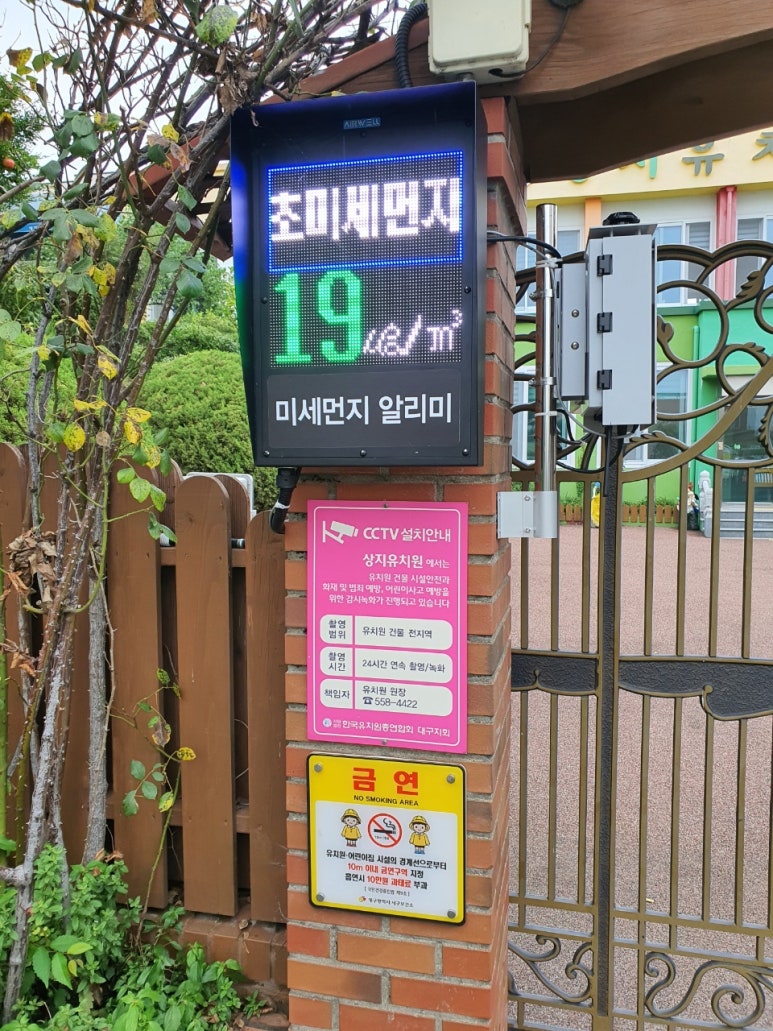 AIRWELL
유치
초미세먼지
19 ㎍/㎥
미세먼지 알리미
CCTV 설치안내
상지유치원 에서는
유치원 건물 시설안전과
화재 및 범죄 예방, 어린이사고 예방을
위한 감시녹화가 진행되고 있습니다
촬영 범위 유치원 건물 전지역
촬영 시간 24시간 연속 촬영/녹화
책임자 유치원 원장
☎558-4422
한국유치원총연합회 대구지회
금 연
NO SMOKING AREA
유치원·어린이집 시설의 경계선으로부터
10m 이내 금연구역 지정
흡연시 10만원 과태료 부과